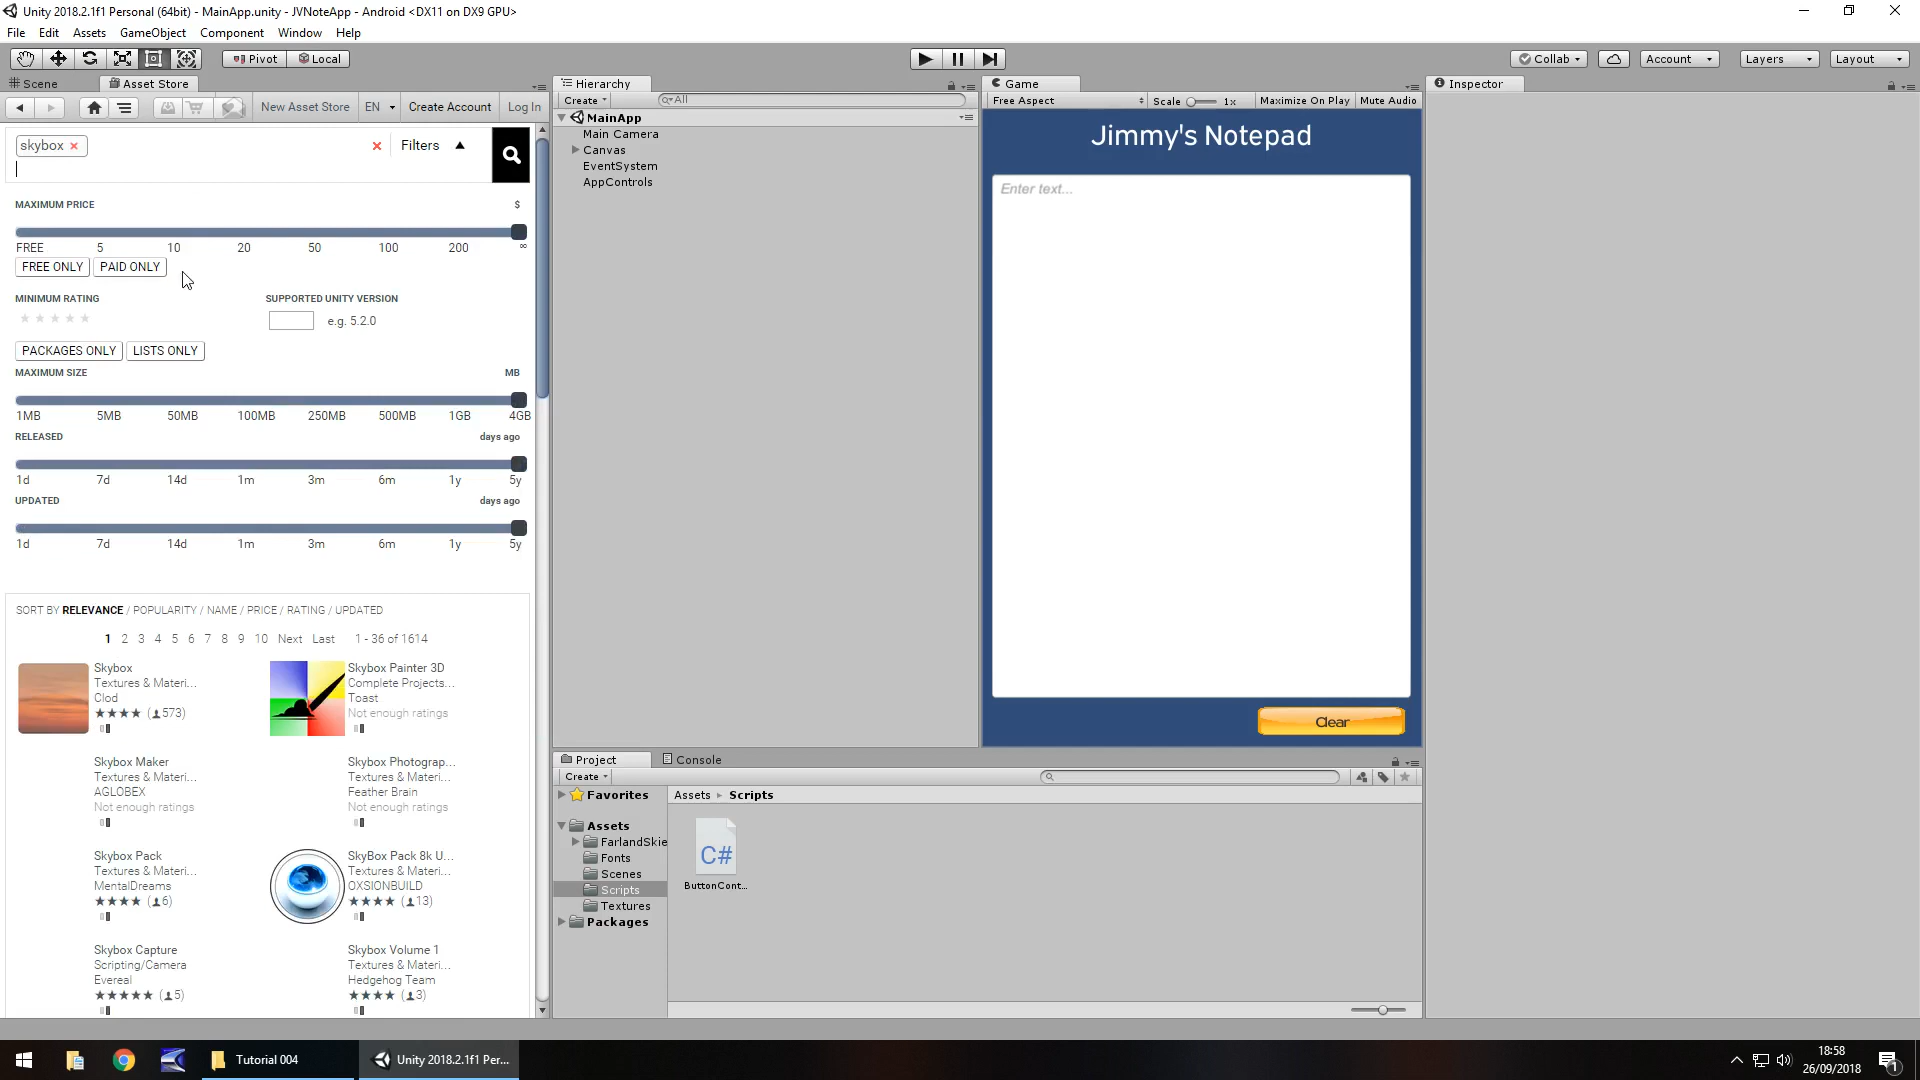 Unity 2018.2.1f1 Personal (64bit) - MainApp.unity - JVNoteApp - Android <DX11 on DX9 GPU>
File Edit Assets GameObject Component Window Help
Pivot Local Collab Account Layers Layout
Scene Asset Store
New Asset Store EN Create Account Log In
skybox Filters
MAXIMUM PRICE $
FREE 5 10 20 50 100 200 ∞
FREE ONLY PAID ONLY
MINIMUM RATING SUPPORTED UNITY VERSION
e.g. 5.2.0
PACKAGES ONLY LISTS ONLY
MAXIMUM SIZE MB
1MB 5MB 50MB 100MB 250MB 500MB 1GB 4GB
RELEASED days ago
1d 7d 14d 1m 3m 6m 1y 5y
UPDATED days ago
1d 7d 14d 1m 3m 6m 1y 5y
SORT BY RELEVANCE / POPULARITY / NAME / PRICE / RATING / UPDATED
1 2 3 4 5 6 7 8 9 10 Next Last 1 - 36 of 1614
Skybox
Textures & Materi...
Clod
★★★★ (573)
Skybox Painter 3D
Complete Projects...
Toast
Not enough ratings
Skybox Maker
Textures & Materi...
AGLOBEX
Not enough ratings
Skybox Photograp...
Textures & Materi...
Feather Brain
Not enough ratings
Skybox Pack
Textures & Materi...
MentalDreams
★★★★ (6)
SkyBox Pack 8k U...
Textures & Materi...
OXSIONBUILD
★★★★ (13)
Skybox Capture
Scripting/Camera
Evereal
★★★★★ (5)
Skybox Volume 1
Textures & Materi...
Hedgehog Team
★★★★ (3)
Hierarchy
Create All
MainApp
Main Camera
Canvas
EventSystem
AppControls
Game
Free Aspect Scale 1x Maximize On Play Mute Audio
Jimmy's Notepad
Enter text...
Clear
Inspector
Project Console
Create
Favorites
Assets
FarlandSkie
Fonts
Scenes
Scripts
Textures
Packages
Assets Scripts
C#
ButtonCont...
Tutorial 004
Unity 2018.2.1f1 Per...
18:58
26/09/2018
1